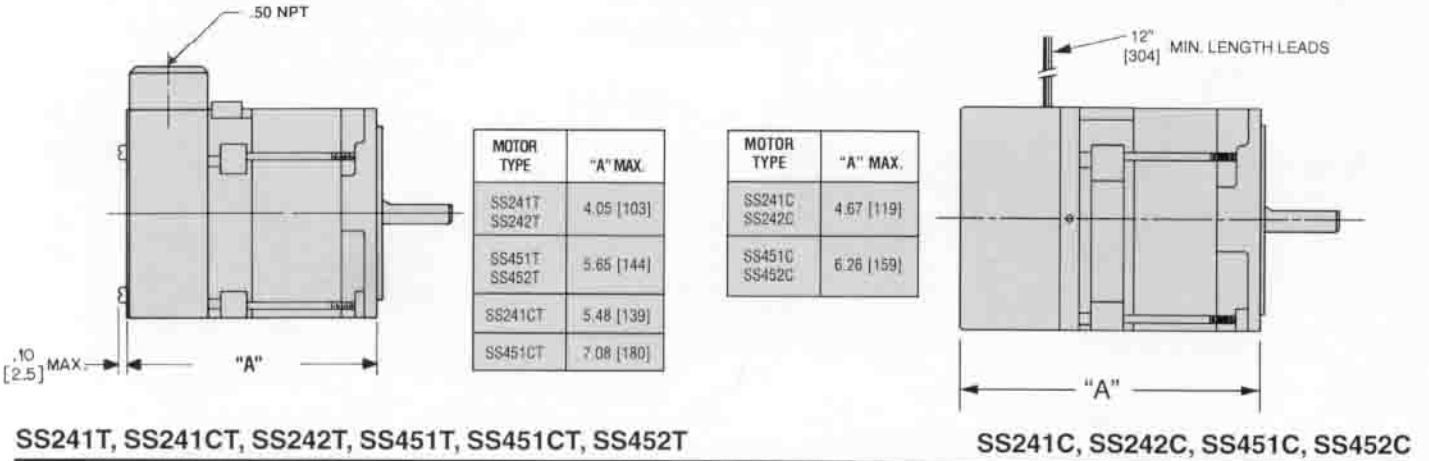 .50 NPT
12"
[304] MIN. LENGTH LEADS
MOTOR TYPE "A" MAX.
SS241T
SS242T
4.05 [103]
SS451T
SS452T
5.65 [144]
SS241CT 5.48 [139]
SS451CT 7.08 [180]
MOTOR TYPE "A" MAX.
SS241C
SS242C
4.67 [119]
SS451C
SS452C
6.26 [159]
.10
[2.5] MAX.
"A"
"A"
SS241T, SS241CT, SS242T, SS451T, SS451CT, SS452T
SS241C, SS242C, SS451C, SS452C